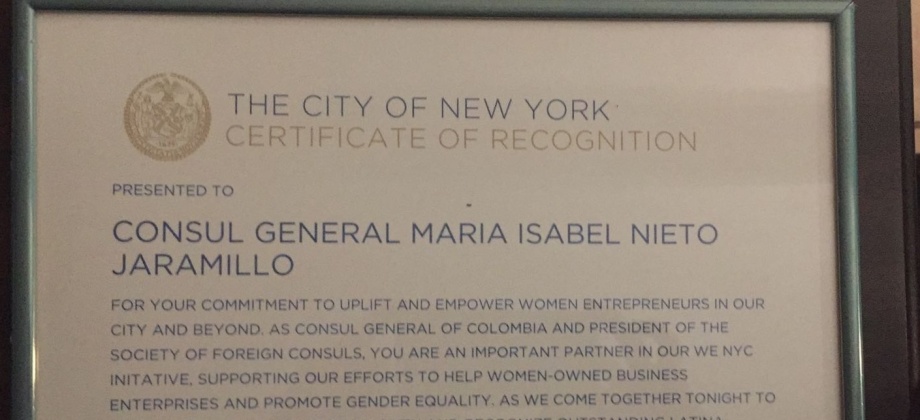 THE CITY OF NEW YORK
CERTIFICATE OF RECOGNITION
PRESENTED TO
CONSUL GENERAL MARIA ISABEL NIETO
JARAMILLO
FOR YOUR COMMITMENT TO UPLIFT AND EMPOWER WOMEN ENTREPRENEURS IN OUR
CITY AND BEYOND. AS CONSUL GENERAL OF COLOMBIA AND PRESIDENT OF THE
SOCIETY OF FOREIGN CONSULS, YOU ARE AN IMPORTANT PARTNER IN OUR WE NYC
INITATIVE, SUPPORTING OUR EFFORTS TO HELP WOMEN-OWNED BUSINESS
ENTERPRISES AND PROMOTE GENDER EQUALITY. AS WE COME TOGETHER TONIGHT TO
RECOGNIZE OUTSTANDING LATINA